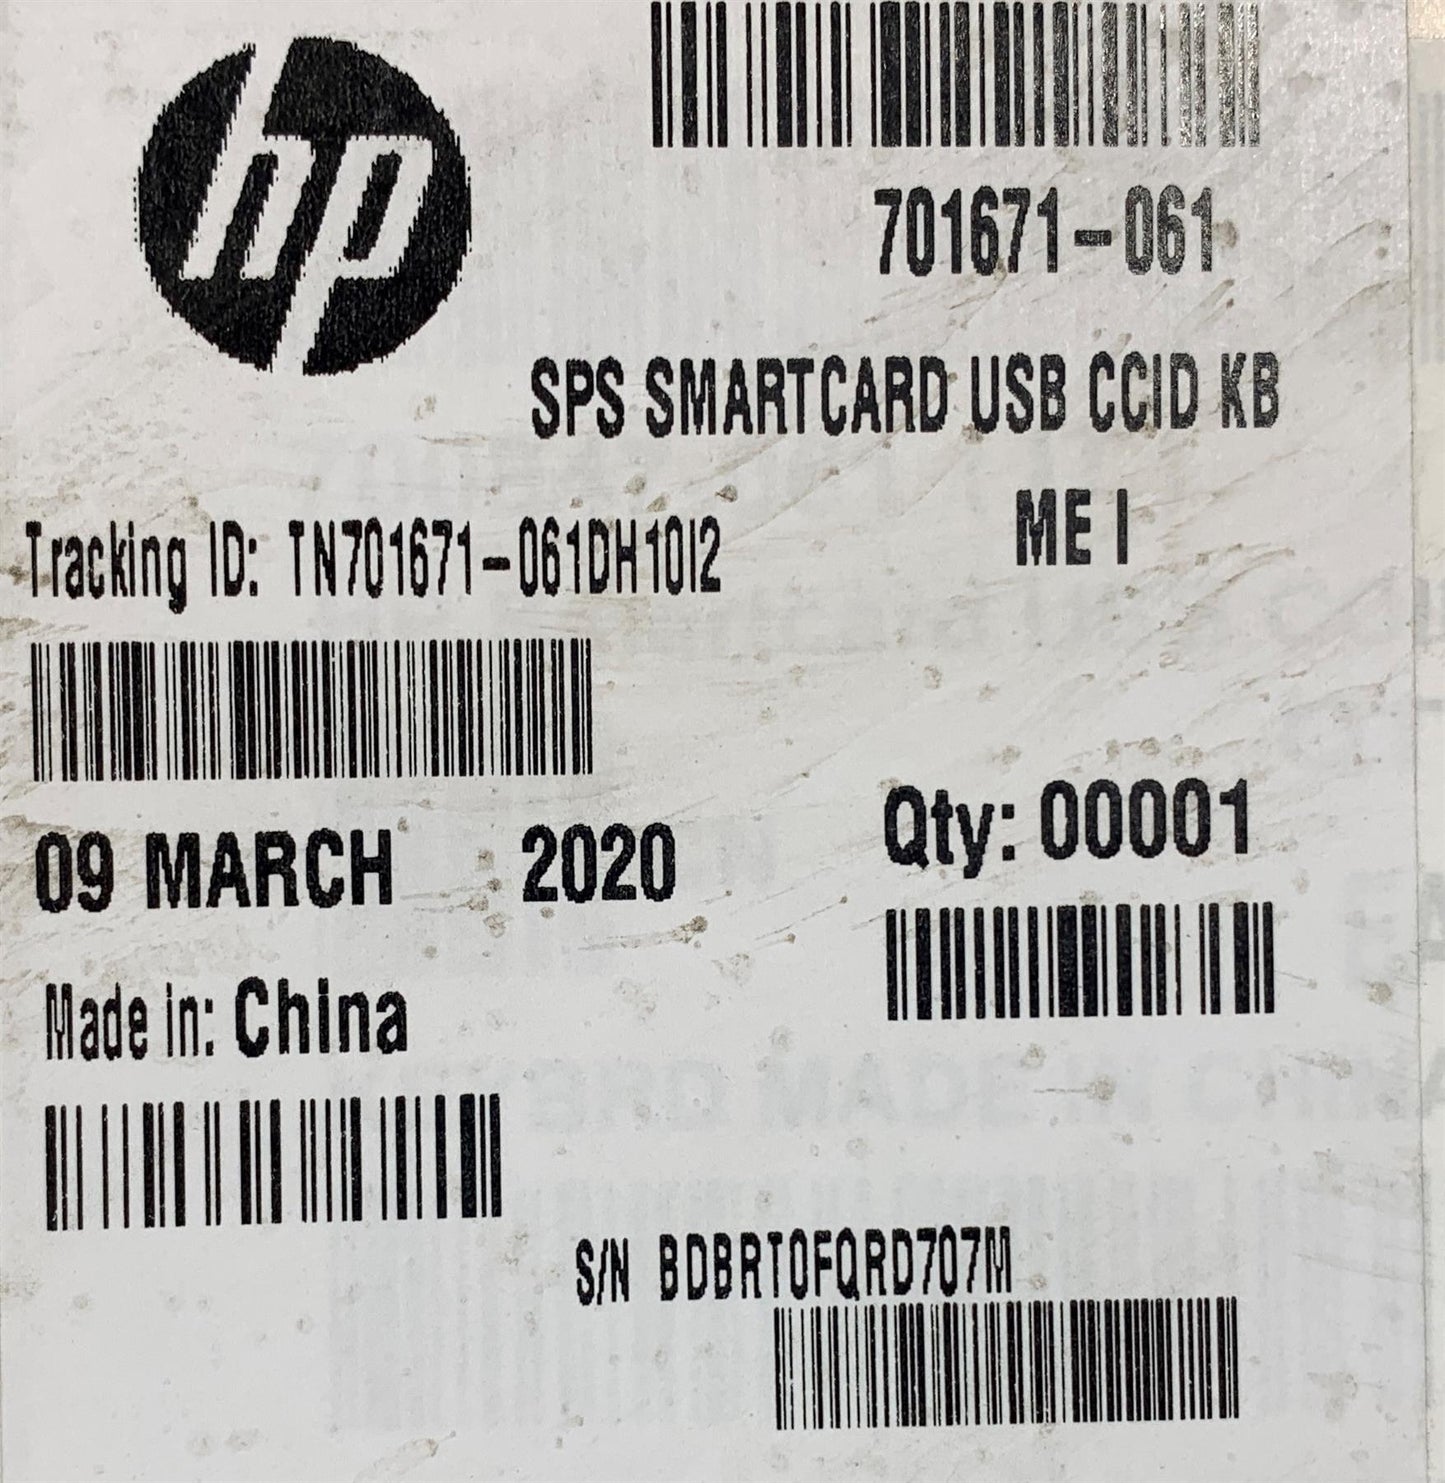 hp
701671-061
SPS SMARTCARD USB CCID KB
ME I
Tracking ID: TN701671-061DH10I2
09 MARCH 2020
Qty: 00001
Made in: China
S/N BDBRT0FQRD707M